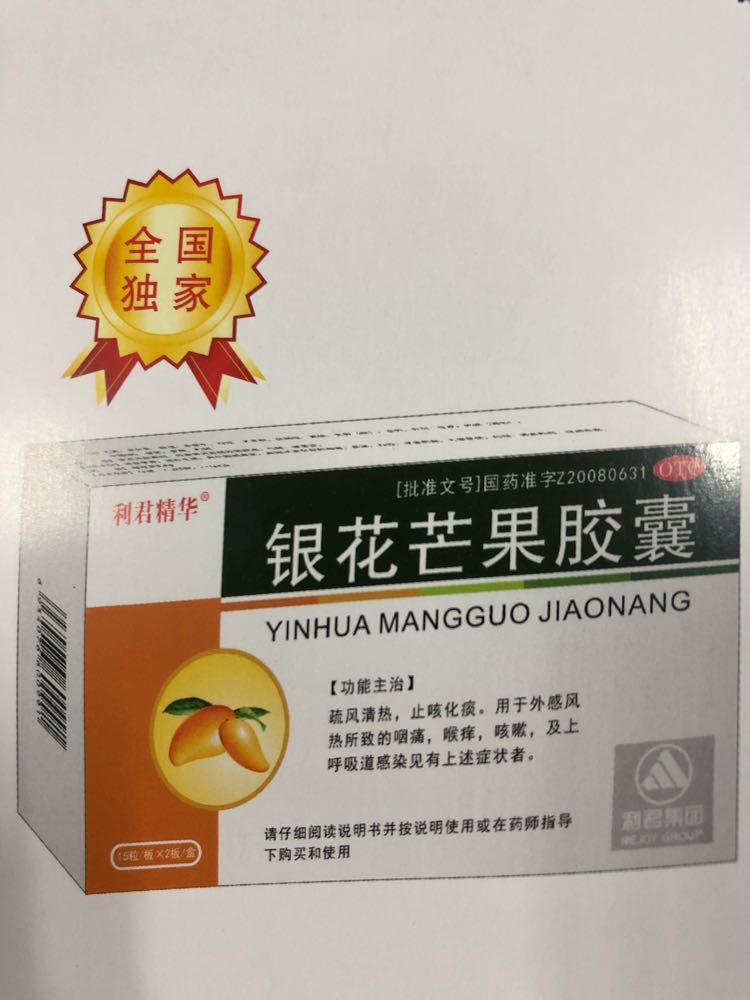 全国
独家
利君精华®
[批准文号]国药准字Z20080631
OTC
银花芒果胶囊
YINHUA MANGGUO JIAONANG
【功能主治】
疏风清热，止咳化痰。用于外感风
热所致的咽痛，喉痒，咳嗽，及上
呼吸道感染见有上述症状者。
利君集团
REJOY GROUP
15粒/板×2板/盒
请仔细阅读说明书并按说明使用或在药师指导
下购买和使用